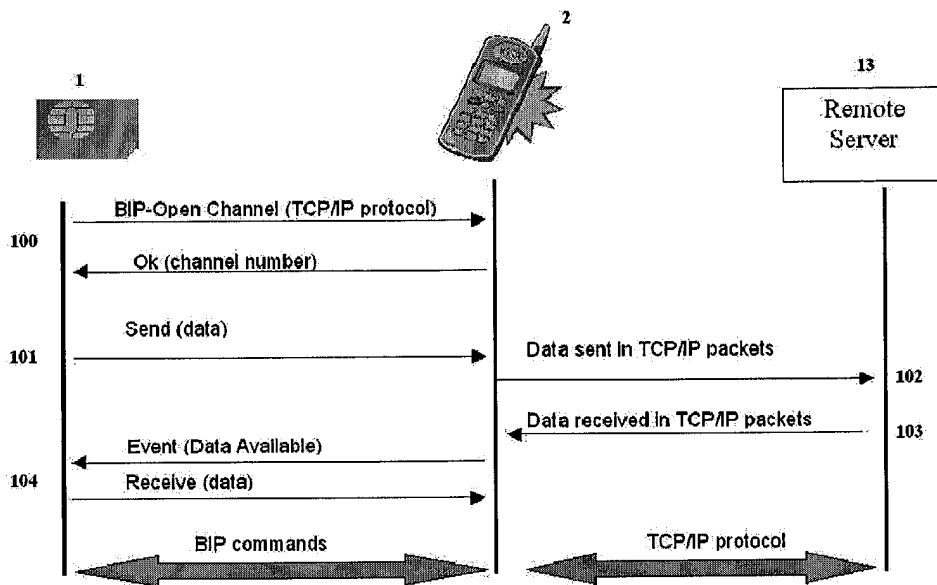 1
2
13
Remote
Server
BIP-Open Channel (TCP/IP protocol)
100
Ok (channel number)
Send (data)
101
Data sent in TCP/IP packets
102
Data received in TCP/IP packets
103
Event (Data Available)
104
Receive (data)
BIP commands
TCP/IP protocol